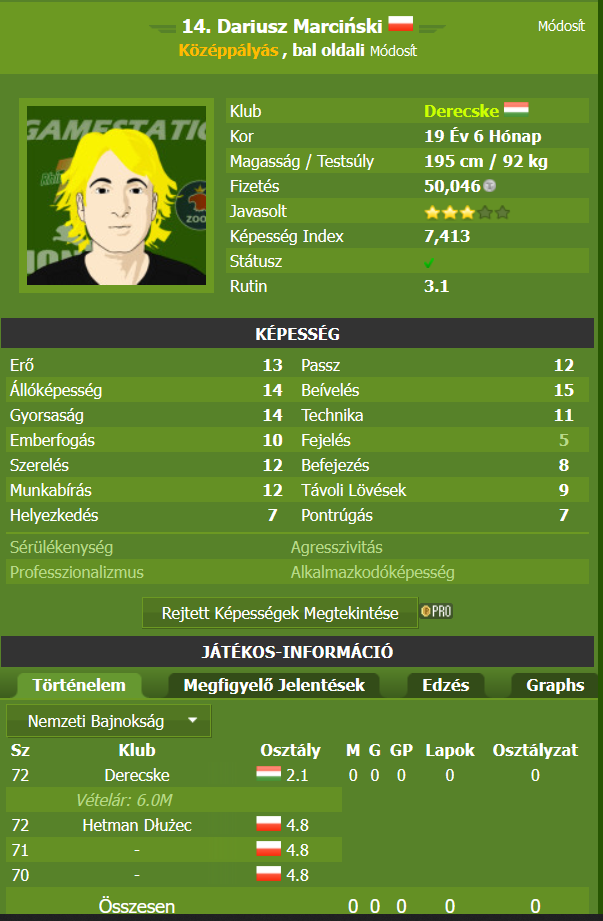 14. Dariusz Marciński
Módosít
Középpályás , bal oldali Módosít
GAMESTATIO
Klub Derecske
Kor 19 Év 6 Hónap
Magasság / Testsúly 195 cm / 92 kg
Fizetés 50,046
Javasolt
Képesség Index 7,413
Státusz
Rutin 3.1
ZOO
KÉPESSÉG
Erő 13 Passz 12
Állóképesség 14 Beívelés 15
Gyorsaság 14 Technika 11
Emberfogás 10 Fejelés 5
Szerelés 12 Befejezés 8
Munkabírás 12 Távoli Lövések 9
Helyezkedés 7 Pontrúgás 7
Sérülékenység Agresszivitás
Professzionalizmus Alkalmazkodóképesség
Rejtett Képességek Megtekintése PRO
JÁTÉKOS-INFORMÁCIÓ
Történelem Megfigyelő Jelentések Edzés Graphs
Nemzeti Bajnokság
Sz Klub Osztály M G GP Lapok Osztályzat
72 Derecske 2.1 0 0 0 0 0
Vételár: 6.0M
72 Hetman Dłużec 4.8
71 - 4.8
70 - 4.8
Összesen 0 0 0 0 0